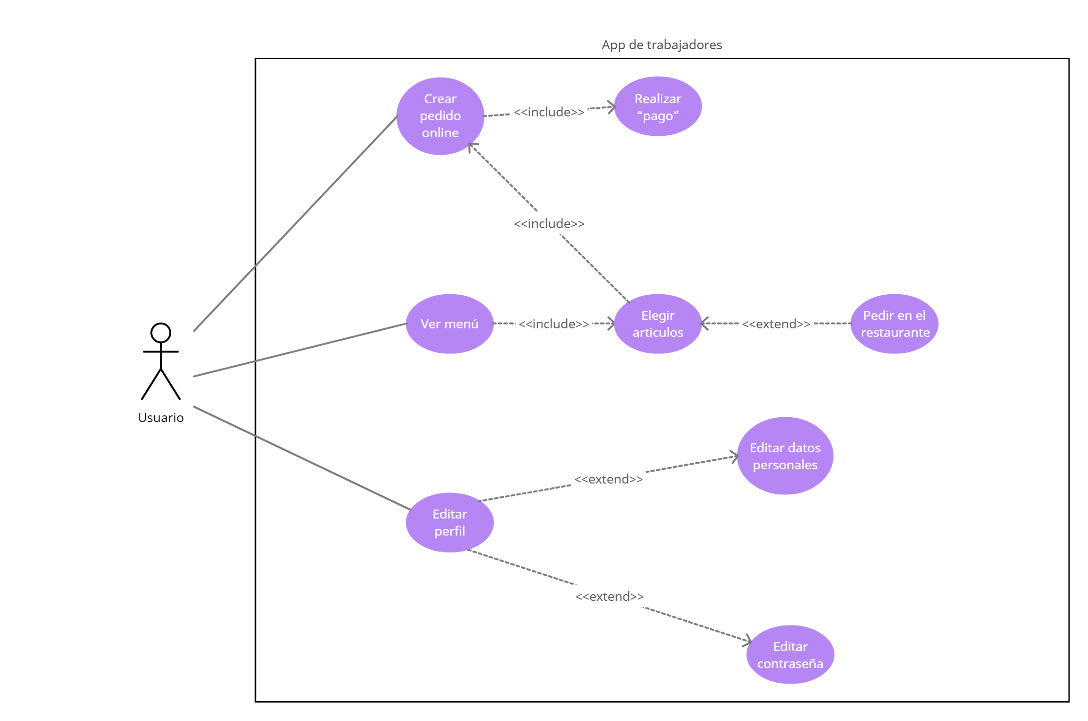 App de trabajadores
Crear
pedido
online
<<include>>
Realizar
“pago”
<<include>>
Ver menú
<<include>>
Elegir
articulos
<<extend>>
Pedir en el
restaurante
Usuario
Editar datos
personales
<<extend>>
Editar
perfil
<<extend>>
Editar
contraseña